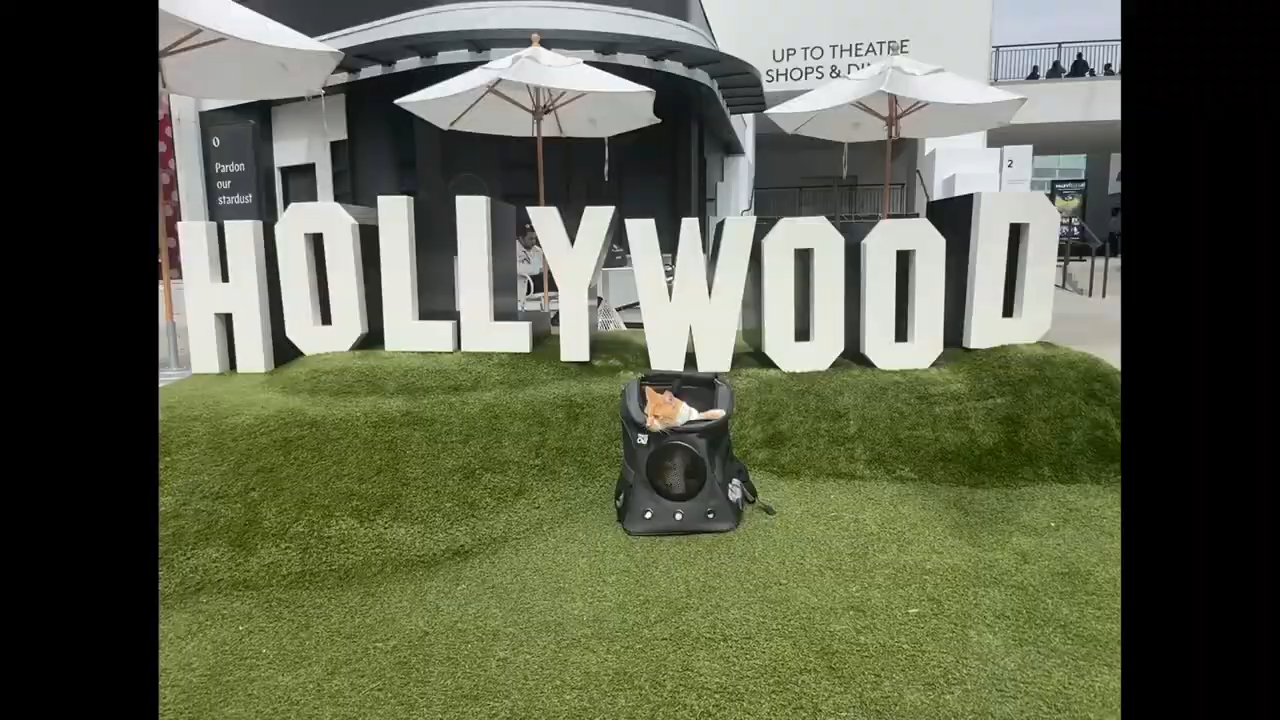 UP TO THEATRE
SHOPS &
Pardon
our
stardust
2
HOLLYWOOD